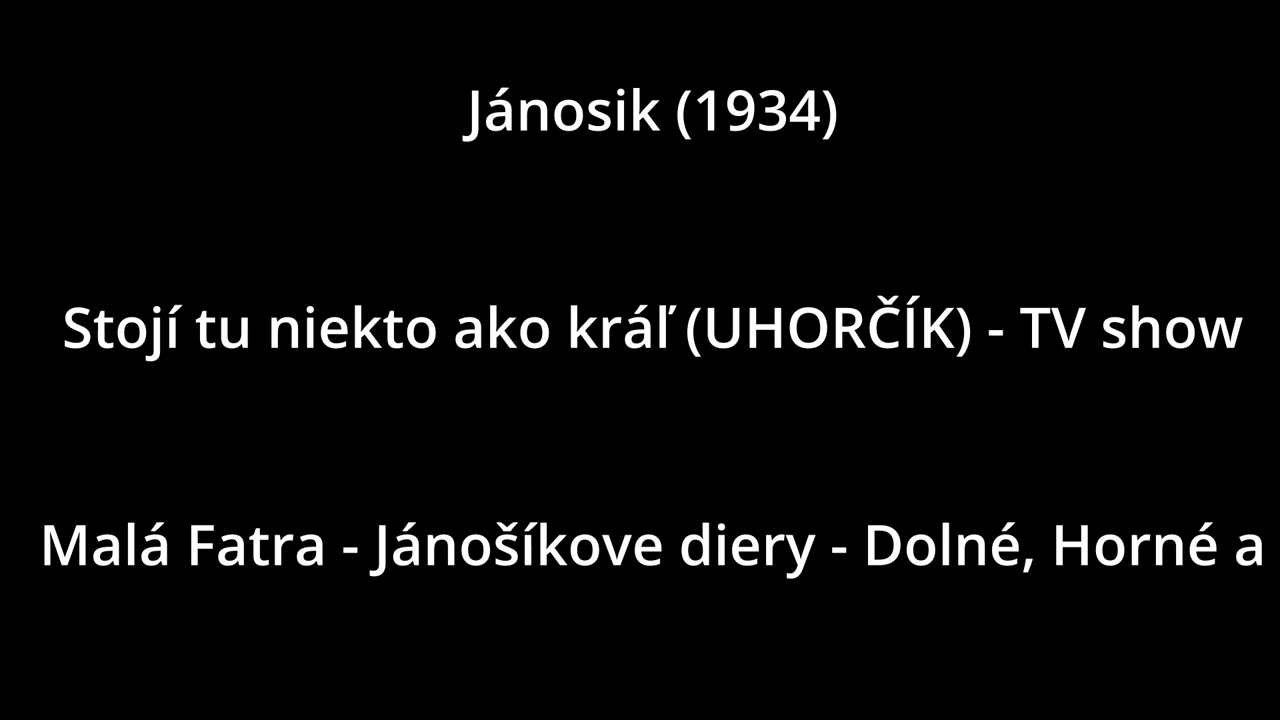 Jánosik (1934)
Stojí tu niekto ako kráľ (UHORČÍK) - TV show
Malá Fatra - Jánošíkove diery - Dolné, Horné a